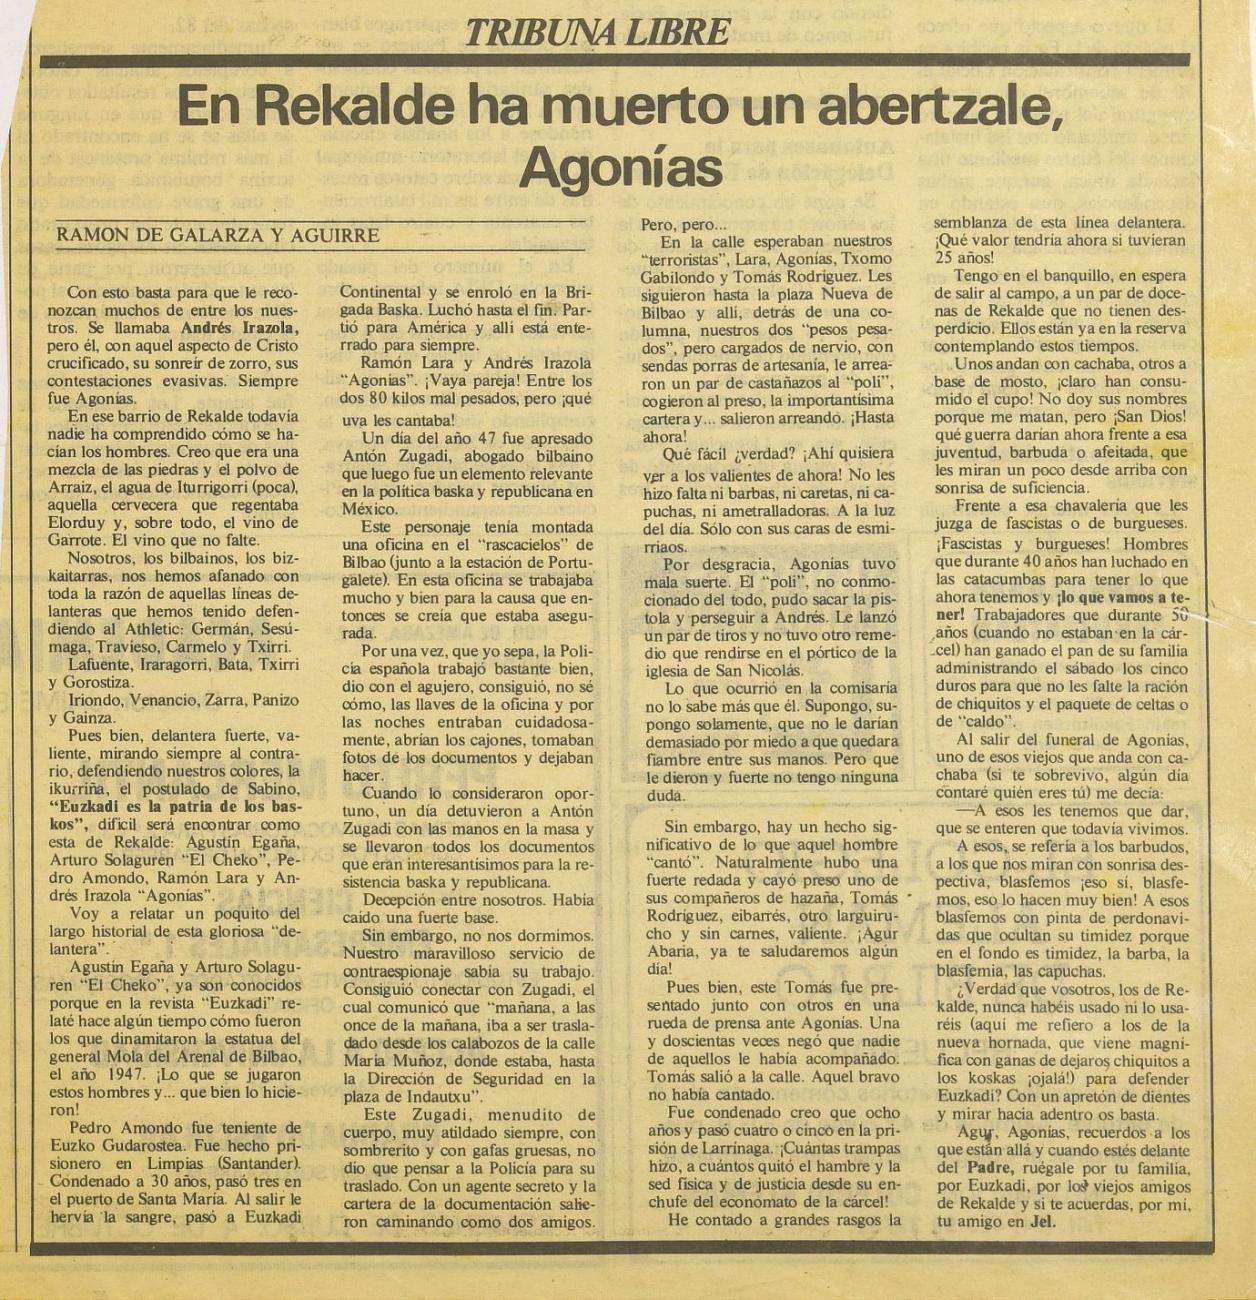 TRIBUNA LIBRE
En Rekalde ha muerto un abertzale,
Agonías
RAMON DE GALARZA Y AGUIRRE
Con esto basta para que le reco-
nozcan muchos de entre los nues-
tros. Se llamaba Andrés Irazola,
pero él, con aquel aspecto de Cristo
crucificado, su sonreír de zorro, sus
contestaciones evasivas. Siempre
fue Agonías.
En ese barrio de Rekalde todavía
nadie ha comprendido cómo se ha-
cían los hombres. Creo que era una
mezcla de las piedras y el polvo de
Arraiz, el agua de Iturrigorri (poca),
aquella cervecera que regentaba
Elorduy y, sobre todo, el vino de
Garrote. El vino que no falte.
Nosotros, los bilbainos, los biz-
kaitarras, nos hemos afanado con
toda la razón de aquellas líneas de-
lanteras que hemos tenido defen-
diendo al Athletic: Germán, Sesú-
maga, Travieso, Carmelo y Txirri.
Lafuente, Iraragorri, Bata, Txirri
y Gorostiza.
Iriondo, Venancio, Zarra, Panizo
y Gainza.
Pues bien, delantera fuerte, va-
liente, mirando siempre al contra-
rio, defendiendo nuestros colores, la
ikurriña, el postulado de Sabino,
“Euzkadi es la patria de los bas-
kos”, difícil será encontrar como
esta de Rekalde: Agustín Egaña,
Arturo Solaguren “El Cheko”, Pe-
dro Amondo, Ramón Lara y An-
drés Irazola “Agonías”.
Voy a relatar un poquito del
largo historial de esta gloriosa “de-
lantera”.
Agustín Egaña y Arturo Solagu-
ren “El Cheko”, ya son conocidos
porque en la revista “Euzkadi” re-
laté hace algún tiempo cómo fueron
los que dinamitaron la estatua del
general Mola del Arenal de Bilbao,
el año 1947. ¡Lo que se jugaron
estos hombres y... que bien lo hicie-
ron!
Pedro Amondo fue teniente de
Euzko Gudarostea. Fue hecho pri-
sionero en Limpias (Santander).
Condenado a 30 años, pasó tres en
el puerto de Santa María. Al salir le
hervía la sangre, pasó a Euzkadi
Continental y se enroló en la Bri-
gada Baska. Luchó hasta el fin. Par-
tió para América y allí está ente-
rrado para siempre.
Ramón Lara y Andrés Irazola
“Agonías”. ¡Vaya pareja! Entre los
dos 80 kilos mal pesados, pero ¡qué
uva les cantaba!
Un día del año 47 fue apresado
Antón Zugadi, abogado bilbaino
que luego fue un elemento relevante
en la política baska y republicana en
México.
Este personaje tenía montada
una oficina en el “rascacielos” de
Bilbao (junto a la estación de Portu-
galete). En esta oficina se trabajaba
mucho y bien para la causa que en-
tonces se creía que estaba asegu-
rada.
Por una vez, que yo sepa, la Poli-
cía española trabajó bastante bien,
dio con el agujero, consiguió, no sé
cómo, las llaves de la oficina y por
las noches entraban cuidadosa-
mente, abrían los cajones, tomaban
fotos de los documentos y dejaban
hacer.
Cuando lo consideraron opor-
tuno, un día detuvieron a Antón
Zugadi con las manos en la masa y
se llevaron todos los documentos
que eran interesantísimos para la re-
sistencia baska y republicana.
Decepción entre nosotros. Había
caído una fuerte base.
Sin embargo, no nos dormimos.
Nuestro maravilloso servicio de
contraespionaje sabía su trabajo.
Consiguió conectar con Zugadi, el
cual comunicó que “mañana, a las
once de la mañana, iba a ser trasla-
dado desde los calabozos de la calle
María Muñoz, donde estaba, hasta
la Dirección de Seguridad en la
plaza de Indautxu”.
Este Zugadi, menudito de
cuerpo, muy atildado siempre, con
sombrerito y con gafas gruesas, no
dio que pensar a la Policía para su
traslado. Con un agente secreto y la
cartera de la documentación salie-
ron caminando como dos amigos.
Pero, pero...
En la calle esperaban nuestros
“terroristas”, Lara, Agonías, Txomo
Gabilondo y Tomás Rodríguez. Les
siguieron hasta la plaza Nueva de
Bilbao y allí, detrás de una co-
lumna, nuestros dos “pesos pesa-
dos”, pero cargados de nervio, con
sendas porras de artesanía, le arrea-
ron un par de castañazos al “poli”,
cogieron al preso, la importantísima
cartera y... salieron arreando. ¡Hasta
ahora!
Qué fácil ¿verdad? ¡Ahí quisiera
ver a los valientes de ahora! No les
hizo falta ni barbas, ni caretas, ni ca-
puchas, ni ametralladoras. A la luz
del día. Sólo con sus caras de esmi-
rriaos.
Por desgracia, Agonías tuvo
mala suerte. El “poli”, no conmo-
cionado del todo, pudo sacar la pis-
tola y perseguir a Andrés. Le lanzó
un par de tiros y no tuvo otro reme-
dio que rendirse en el pórtico de la
iglesia de San Nicolás.
Lo que ocurrió en la comisaría
no lo sabe más que él. Supongo, su-
pongo solamente, que no le darían
demasiado por miedo a que quedara
fiambre entre sus manos. Pero que
le dieron y fuerte no tengo ninguna
duda.
Sin embargo, hay un hecho sig-
nificativo de lo que aquel hombre
“cantó”. Naturalmente hubo una
fuerte redada y cayó preso uno de
sus compañeros de hazaña, Tomás
Rodríguez, eibarrés, otro larguiru-
cho y sin carnes, valiente. ¡Agur
Abaria, ya te saludaremos algún
día!
Pues bien, este Tomás fue pre-
sentado junto con otros en una
rueda de prensa ante Agonías. Una
y doscientas veces negó que nadie
de aquellos le había acompañado.
Tomás salió a la calle. Aquel bravo
no había cantado.
Fue condenado creo que ocho
años y pasó cuatro o cinco en la pri-
sión de Larrínaga. ¡Cuántas trampas
hizo, a cuántos quitó el hambre y la
sed física y de justicia desde su en-
chufe del economato de la cárcel!
He contado a grandes rasgos la
semblanza de esta línea delantera.
¡Qué valor tendría ahora si tuvieran
25 años!
Tengo en el banquillo, en espera
de salir al campo, a un par de doce-
nas de Rekalde que no tienen des-
perdicio. Ellos están ya en la reserva
contemplando estos tiempos.
Unos andan con cachaba, otros a
base de mosto, ¡claro han consu-
mido el cupo! No doy sus nombres
porque me matan, pero ¡San Dios!
qué guerra darían ahora frente a esa
juventud, barbuda o afeitada, que
les miran un poco desde arriba con
sonrisa de suficiencia.
Frente a esa chavalería que les
juzga de fascistas o de burgueses.
¡Fascistas y burgueses! Hombres
que durante 40 años han luchado en
las catacumbas para tener lo que
ahora tenemos y ¡lo que vamos a te-
ner! Trabajadores que durante 50
años (cuando no estaban en la cár-
cel) han ganado el pan de su familia
administrando el sábado los cinco
duros para que no les falte la ración
de chiquitos y el paquete de celtas o
de “caldo”.
Al salir del funeral de Agonías,
uno de esos viejos que anda con ca-
chaba (si te sobrevivo, algún día
contaré quién eres tú) me decía:
—A esos les tenemos que dar,
que se enteren que todavía vivimos.
A esos, se refería a los barbudos,
a los que nos miran con sonrisa des-
pectiva, blasfemos ¡eso sí, blasfe-
mos, eso lo hacen muy bien! A esos
blasfemos con pinta de perdonavi-
das que ocultan su timidez porque
en el fondo es timidez, la barba, la
blasfemia, las capuchas.
¿Verdad que vosotros, los de Re-
kalde, nunca habéis usado ni lo usa-
réis (aquí me refiero a los de la
nueva hornada, que viene magní-
fica con ganas de dejaros chiquitos a
los koskas ¡ojalá!) para defender
Euzkadi? Con un apretón de dientes
y mirar hacia adentro os basta.
Agur, Agonías, recuerdos a los
que están allá y cuando estés delante
del Padre, ruégale por tu familia,
por Euzkadi, por los viejos amigos
de Rekalde y si te acuerdas, por mí,
tu amigo en Jel.